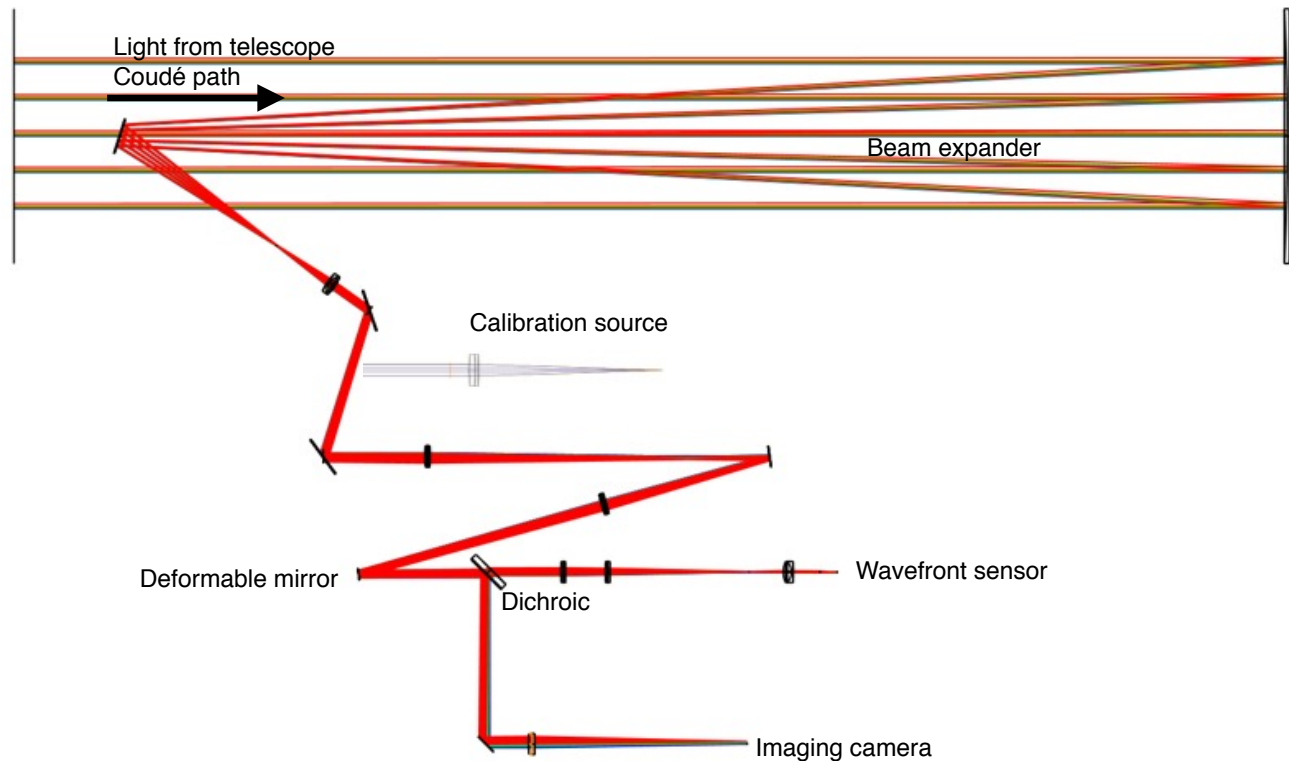 Light from telescope
Coudé path
Beam expander
Calibration source
Deformable mirror
Wavefront sensor
Dichroic
Imaging camera